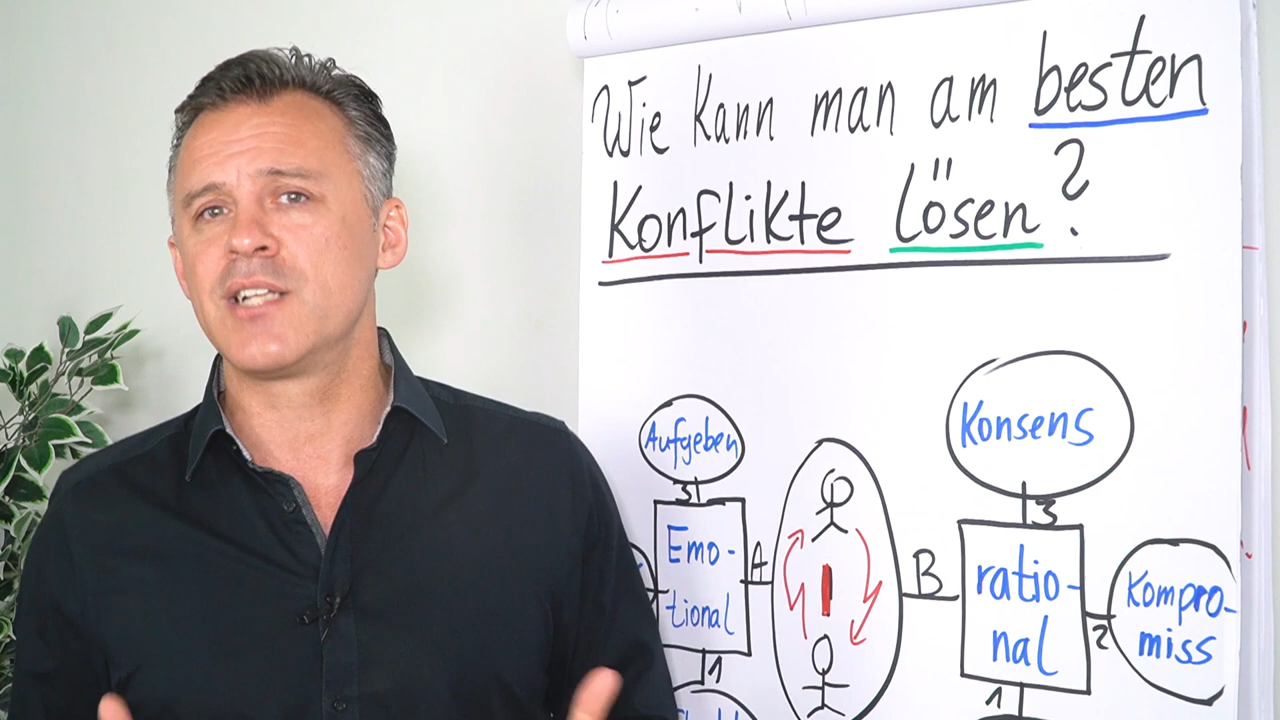 Wie kann man am besten
Konflikte lösen?
Aufgeben
3
Emo-
tional
A
1
B
Konsens
3
ratio-
nal
2
Kompro-
miss
1